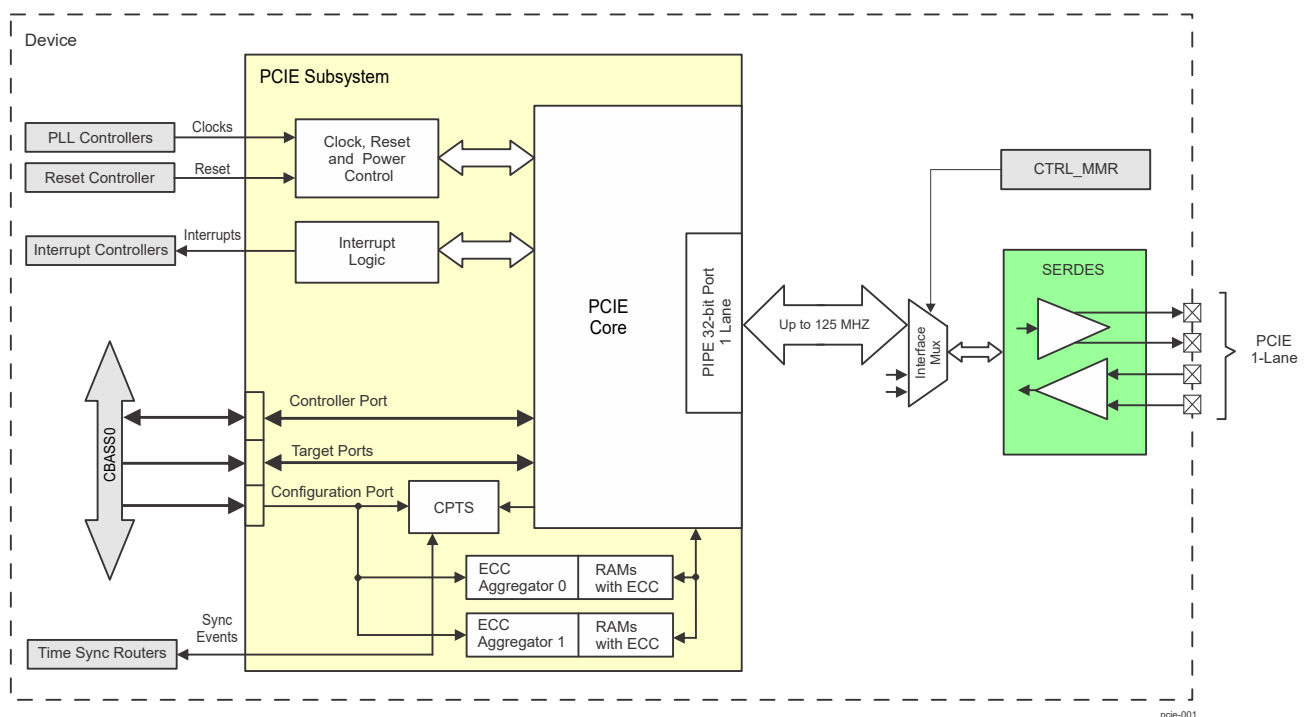 Device
PCIE Subsystem
PLL Controllers
Clocks
Reset Controller
Reset
Clock, Reset
and Power
Control
Interrupt Controllers
Interrupts
Interrupt
Logic
PCIE
Core
PIPE 32-bit Port
1 Lane
Up to 125 MHZ
Interface
Mux
CTRL_MMR
SERDES
PCIE
1-Lane
CBASS0
Controller Port
Target Ports
Configuration Port
CPTS
ECC
Aggregator 0
RAMs
with ECC
ECC
Aggregator 1
RAMs
with ECC
Sync
Events
Time Sync Routers
pcie-001